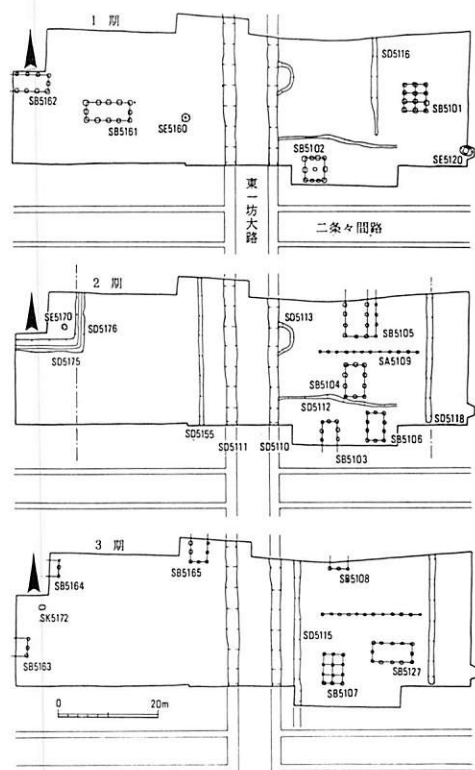 1 期
SD5116
SB5162
SB5161
SE5160
SB5101
SB5102
SE5120
東一坊大路
二条々間路
2 期
SE5170
SD5176
SD5175
SD5113
SB5105
SA5109
SB5104
SD5112
SD5118
SB5106
SD5155
SD5111
SD5110
SB5103
3 期
SB5164
SB5165
SB5108
SK5172
SD5115
SB5163
SB5127
SB5107
0
20m